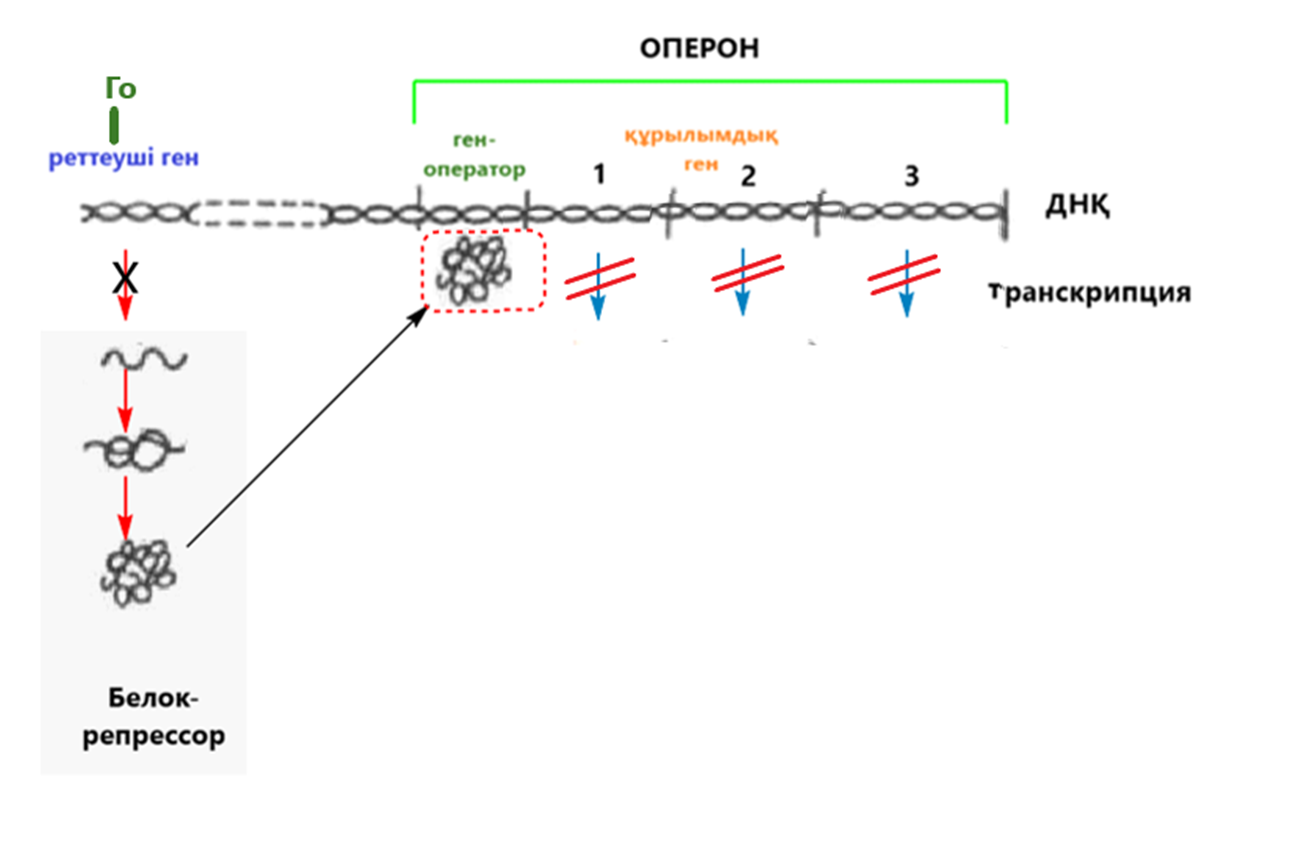 ОПЕРОН
Го
реттеуші ген
ген-
оператор
құрылымдық
ген
1
2
3
ДНҚ
X
Транскрипция
Белок-
репрессор